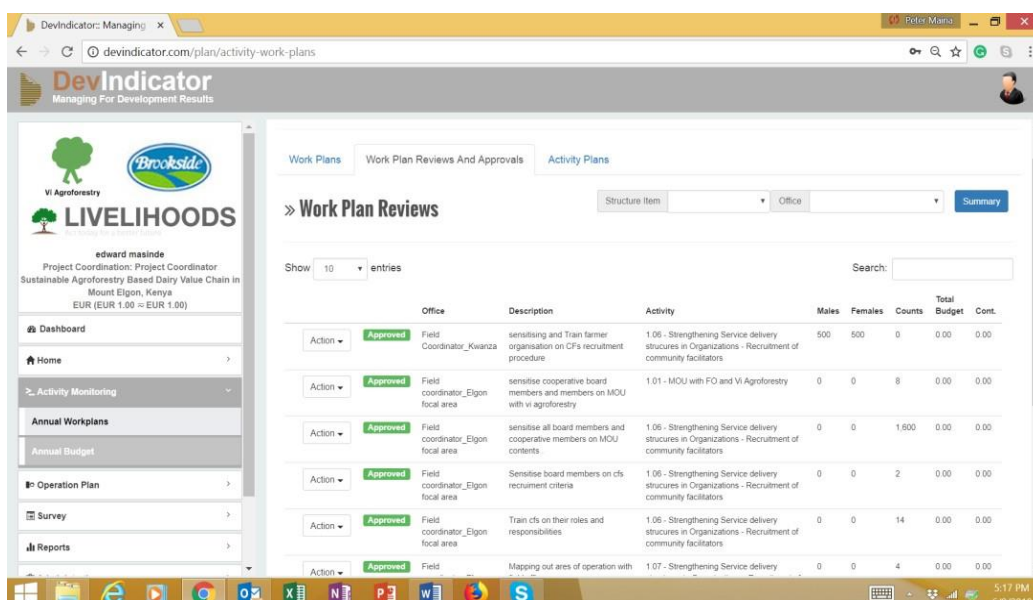 DevIndicator:: Managing
Peter Maina
devindicator.com/plan/activity-work-plans
DevIndicator
Managing For Development Results
Vi Agroforestry
Brookside
LIVELIHOODS
edward masinde
Project Coordination: Project Coordinator
Sustainable Agroforestry Based Dairy Value Chain in
Mount Elgon, Kenya
EUR (EUR 1.00 ≈ EUR 1.00)
Dashboard
Home
Activity Monitoring
Annual Workplans
Annual Budget
Operation Plan
Survey
Reports
Work Plans Work Plan Reviews And Approvals Activity Plans
» Work Plan Reviews
Structure Item Office Summary
Show 10 entries Search:
Office Description Activity Males Females Counts Total Budget Cont.
Action Approved Field sensitising and Train farmer 1.06 - Strengthening Service delivery 500 500 0 0.00 0.00
Coordinator_Kwanza organisation on CFs recruitment strucures in Organizations - Recruitment of
procedure community facilitators
Action Approved Field sensitise cooperative board 1.01 - MOU with FO and Vi Agroforestry 0 0 8 0.00 0.00
coordinator_Elgon members and members on MOU
focal area with vi agroforestry
Action Approved Field sensitise all board members and 1.06 - Strengthening Service delivery 0 0 1,600 0.00 0.00
coordinator_Elgon cooperative members on MOU strucures in Organizations - Recruitment of
focal area contents community facilitators
Action Approved Field Sensitise board members on cfs 1.06 - Strengthening Service delivery 0 0 2 0.00 0.00
coordinator_Elgon recruiment criteria strucures in Organizations - Recruitment of
focal area community facilitators
Action Approved Field Train cfs on their roles and 1.06 - Strengthening Service delivery 0 0 14 0.00 0.00
coordinator_Elgon responsibilities strucures in Organizations - Recruitment of
focal area community facilitators
Action Approved Field Mapping out ares of operation with 1.07 - Strengthening Service delivery 0 0 4 0.00 0.00
5:17 PM